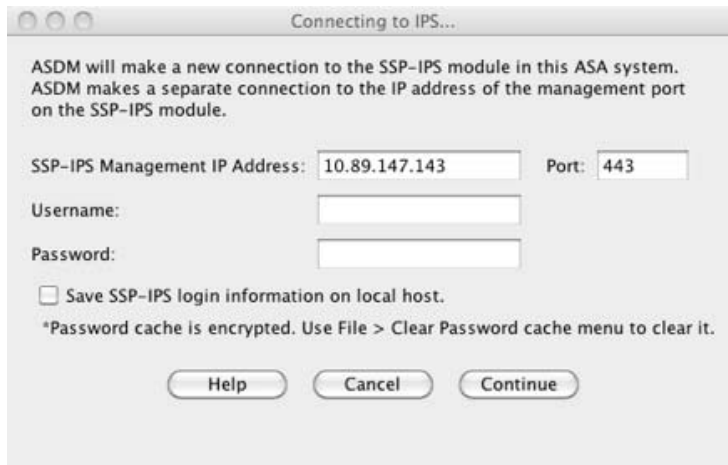 Connecting to IPS...
ASDM will make a new connection to the SSP-IPS module in this ASA system.
ASDM makes a separate connection to the IP address of the management port
on the SSP-IPS module.
SSP-IPS Management IP Address: 10.89.147.143 Port: 443
Username:
Password:
Save SSP-IPS login information on local host.
*Password cache is encrypted. Use File > Clear Password cache menu to clear it.
Help Cancel Continue